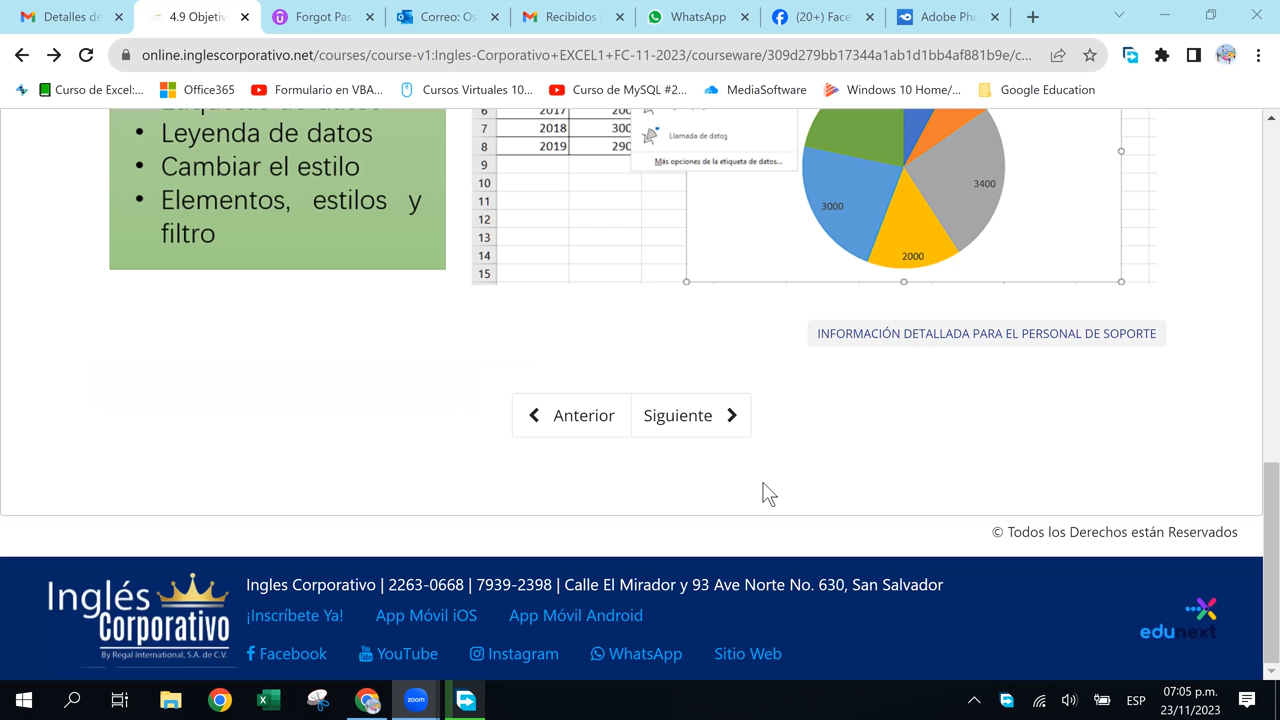 Detalles de
4.9 Objetivo
Forgot Pas
Correo: Os
Recibidos
WhatsApp
(20+) Face
Adobe Pho
online.inglescorporativo.net/courses/course-v1:Ingles-Corporativo+EXCEL1+FC-11-2023/courseware/309d279bb17344a1ab1d1bb4af881b9e/c...
Curso de Excel:...
Office365
Formulario en VBA...
Cursos Virtuales 10...
Curso de MySQL #2...
MediaSoftware
Windows 10 Home/...
Google Education
• Leyenda de datos
• Cambiar el estilo
• Elementos, estilos y
filtro
6 2017 200
7 2018 300
8 2019 290
9
10
11
12
13
14
15
Llamada de datos
Más opciones de la etiqueta de datos...
3400
3000
2000
INFORMACIÓN DETALLADA PARA EL PERSONAL DE SOPORTE
Anterior
Siguiente
© Todos los Derechos están Reservados
Inglés
Corporativo
By Regal International, S.A. de C.V.
Ingles Corporativo | 2263-0668 | 7939-2398 | Calle El Mirador y 93 Ave Norte No. 630, San Salvador
¡Inscríbete Ya!
App Móvil iOS
App Móvil Android
Facebook
YouTube
Instagram
WhatsApp
Sitio Web
edunext
zoom
ESP
07:05 p.m.
23/11/2023